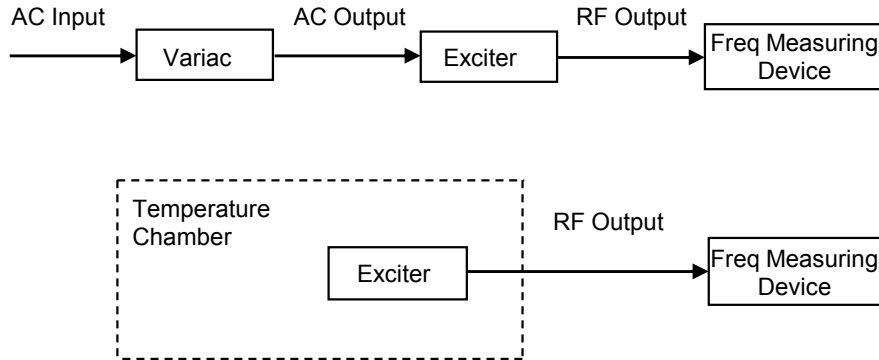 AC Input
AC Output
RF Output
Variac
Exciter
Freq Measuring
Device
Temperature
Chamber
RF Output
Exciter
Freq Measuring
Device